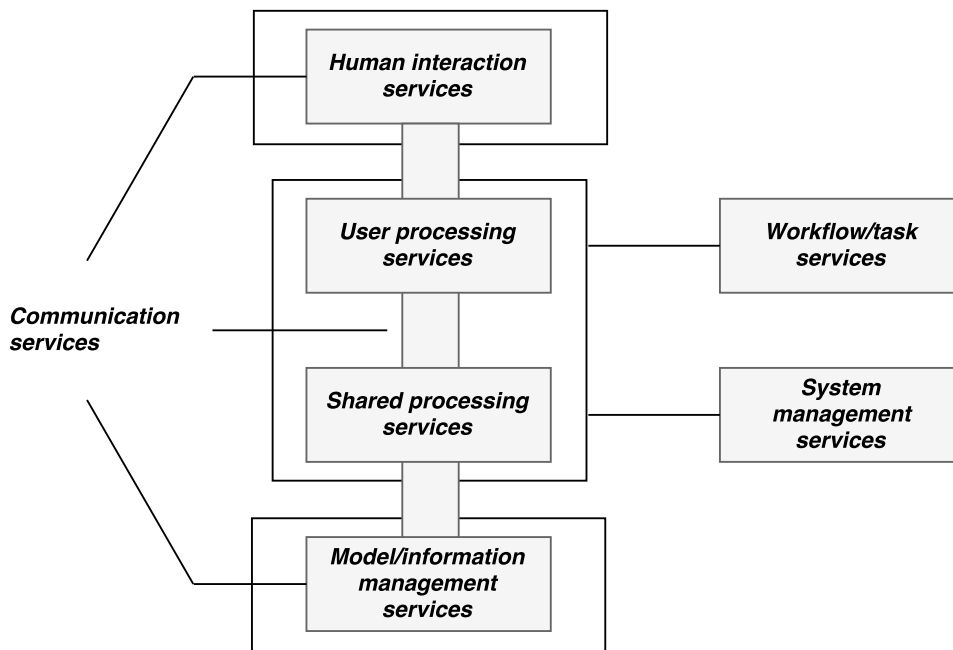 Human interaction
services
User processing
services
Workflow/task
services
Communication
services
Shared processing
services
System
management
services
Model/information
management
services